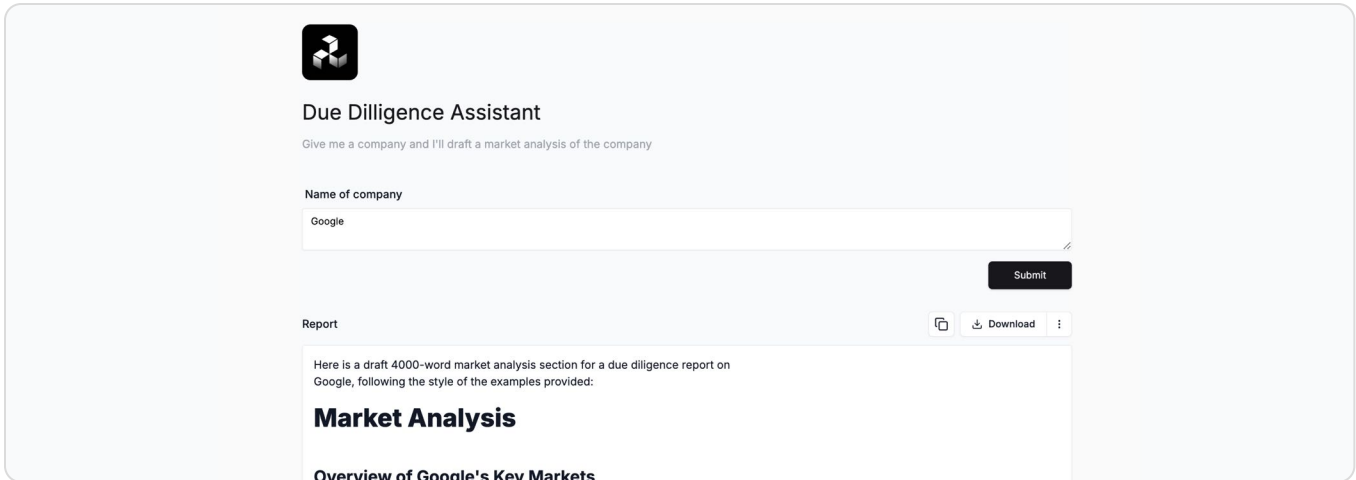 Due Dilligence Assistant
Give me a company and I'll draft a market analysis of the company
Name of company
Google
Submit
Report
Download
Here is a draft 4000-word market analysis section for a due diligence report on
Google, following the style of the examples provided:
Market Analysis
Overview of Google's Key Markets